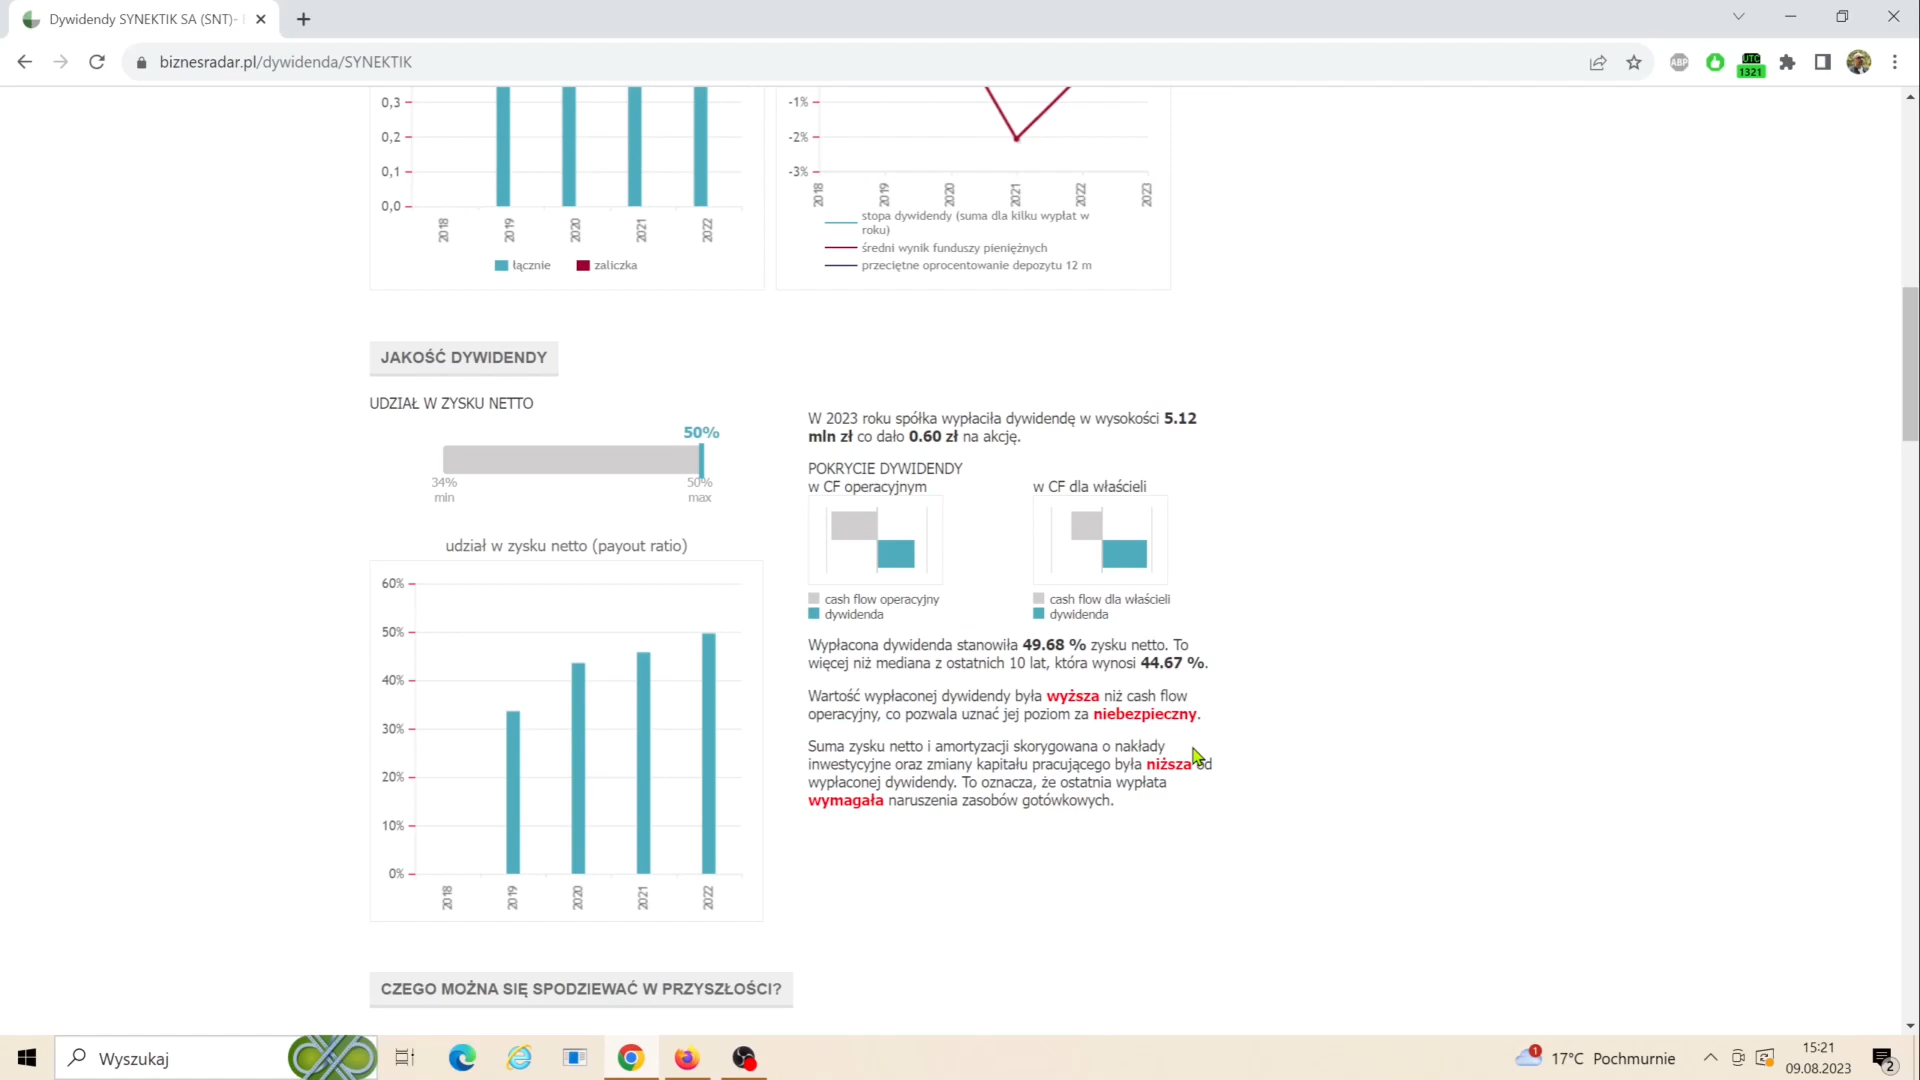 Dywidendy SYNEKTIK SA (SNT)-
biznesradar.pl/dywidenda/SYNEKTIK
ABP
UTC
1321
0,3
0,2
0,1
0,0
2018
2019
2020
2021
2022
łącznie
zaliczka
-1%
-2%
-3%
2018
2019
2020
2021
2022
2023
stopa dywidendy (suma dla kilku wypłat w
roku)
średni wynik funduszy pieniężnych
przeciętne oprocentowanie depozytu 12 m
JAKOŚĆ DYWIDENDY
UDZIAŁ W ZYSKU NETTO
50%
34%
min
50%
max
udział w zysku netto (payout ratio)
60%
50%
40%
30%
20%
10%
0%
2018
2019
2020
2021
2022
W 2023 roku spółka wypłaciła dywidendę w wysokości 5.12
mln zł co dało 0.60 zł na akcję.
POKRYCIE DYWIDENDY
w CF operacyjnym
w CF dla właścieli
cash flow operacyjny
dywidenda
cash flow dla właścieli
dywidenda
Wypłacona dywidenda stanowiła 49.68 % zysku netto. To
więcej niż mediana z ostatnich 10 lat, która wynosi 44.67 %.
Wartość wypłaconej dywidendy była wyższa niż cash flow
operacyjny, co pozwala uznać jej poziom za niebezpieczny.
Suma zysku netto i amortyzacji skorygowana o nakłady
inwestycyjne oraz zmiany kapitału pracującego była niższa od
wypłaconej dywidendy. To oznacza, że ostatnia wypłata
wymagała naruszenia zasobów gotówkowych.
CZEGO MOŻNA SIĘ SPODZIEWAĆ W PRZYSZŁOŚCI?
Wyszukaj
1
17°C Pochmurnie
15:21
09.08.2023
2